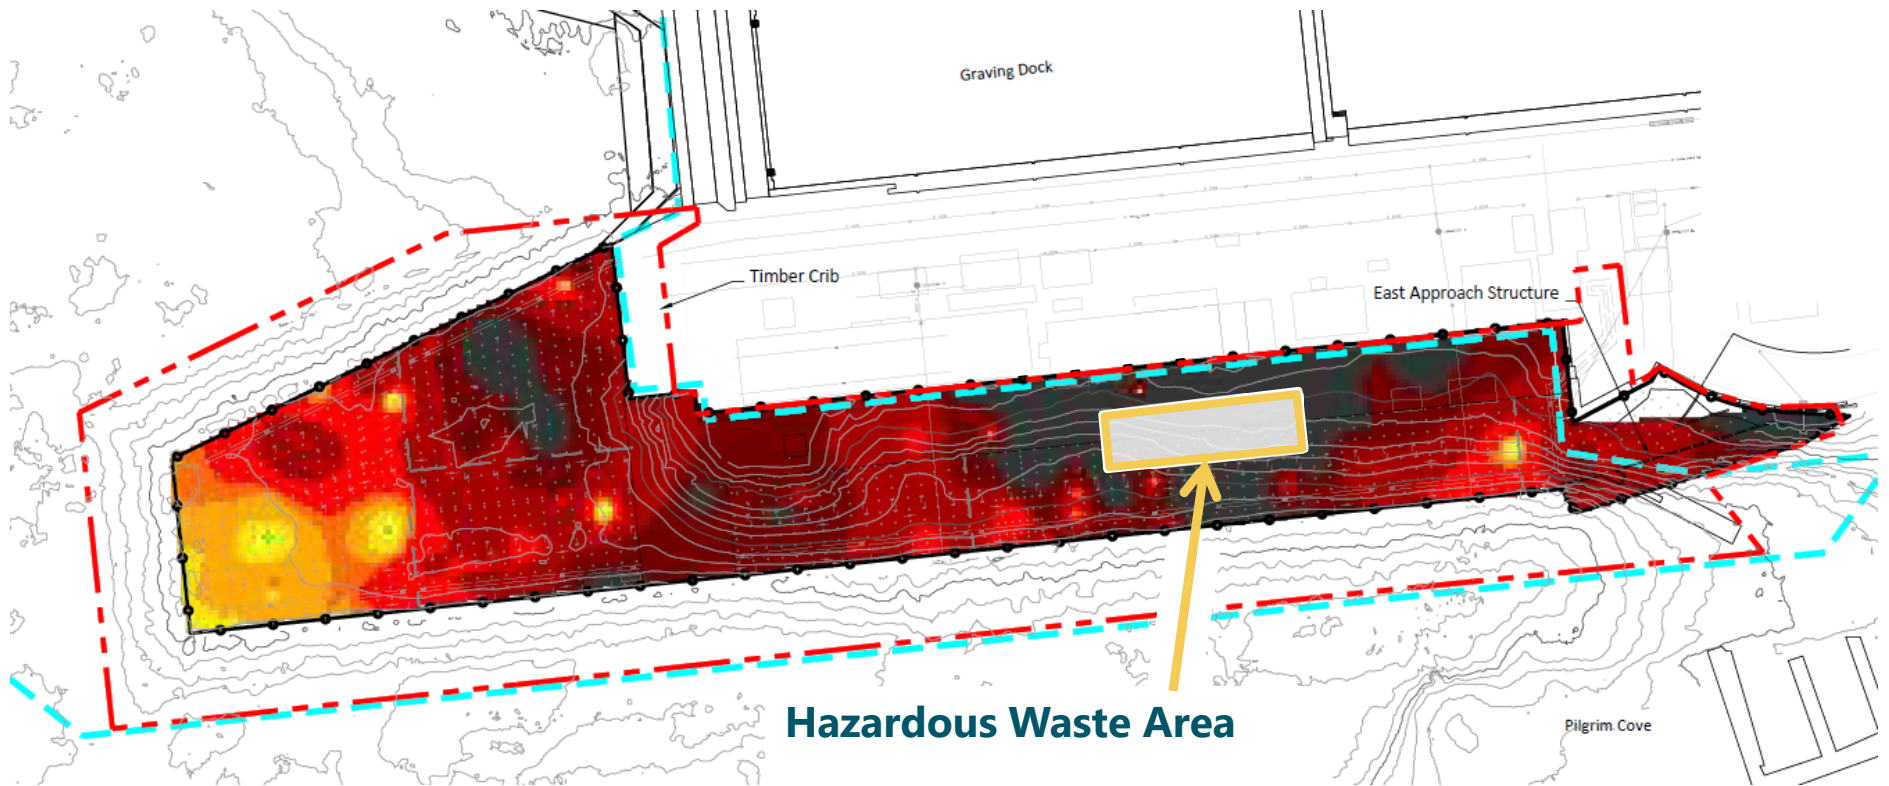 Graving Dock
Timber Crib
East Approach Structure
Hazardous Waste Area
Pilgrim Cove